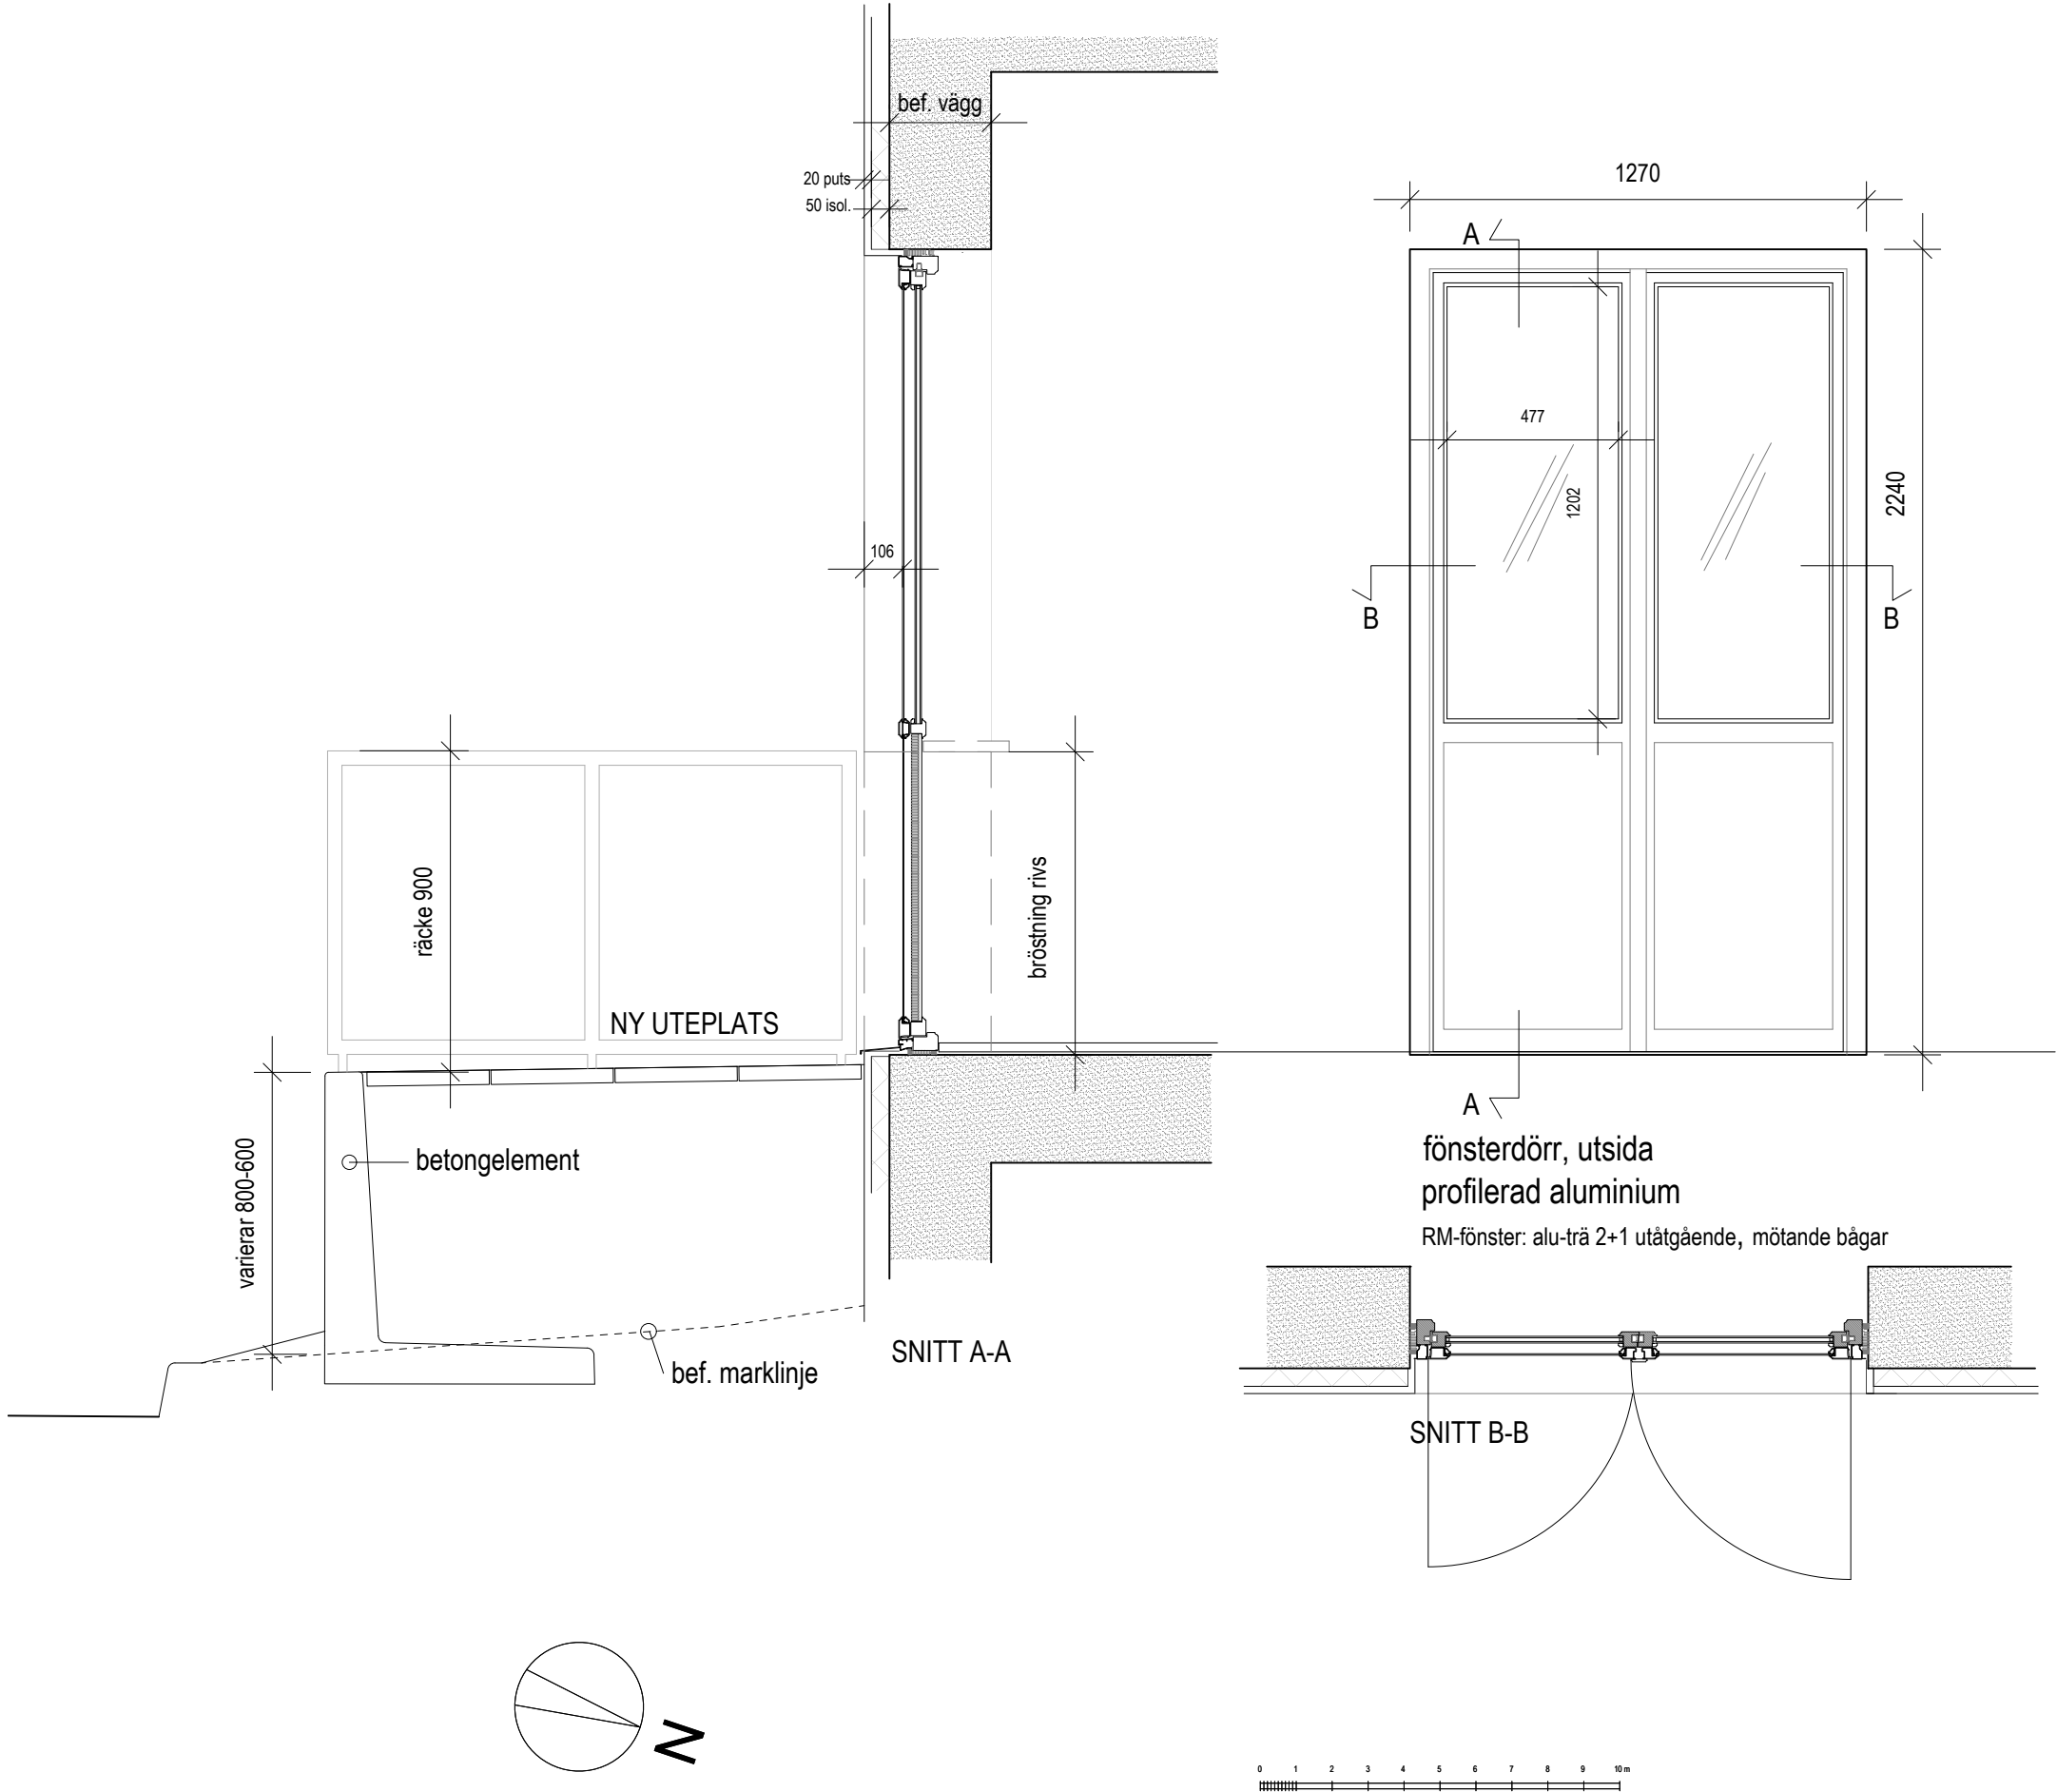 bef. vägg
20 puts
50 isol.
1270
A
477
1202
2240
106
B
B
räcke 900
bröstning rivs
NY UTEPLATS
A
fönsterdörr, utsida
profilerad aluminium
RM-fönster: alu-trä 2+1 utåtgående, mötande bågar
varierar 800-600
betongelement
bef. marklinje
SNITT A-A
SNITT B-B
N
0 1 2 3 4 5 6 7 8 9 10 m